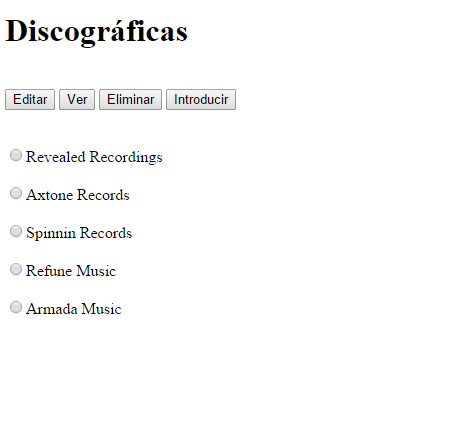 Discográficas
Editar Ver Eliminar Introducir
Revealed Recordings
Axtone Records
Spinnin Records
Refune Music
Armada Music